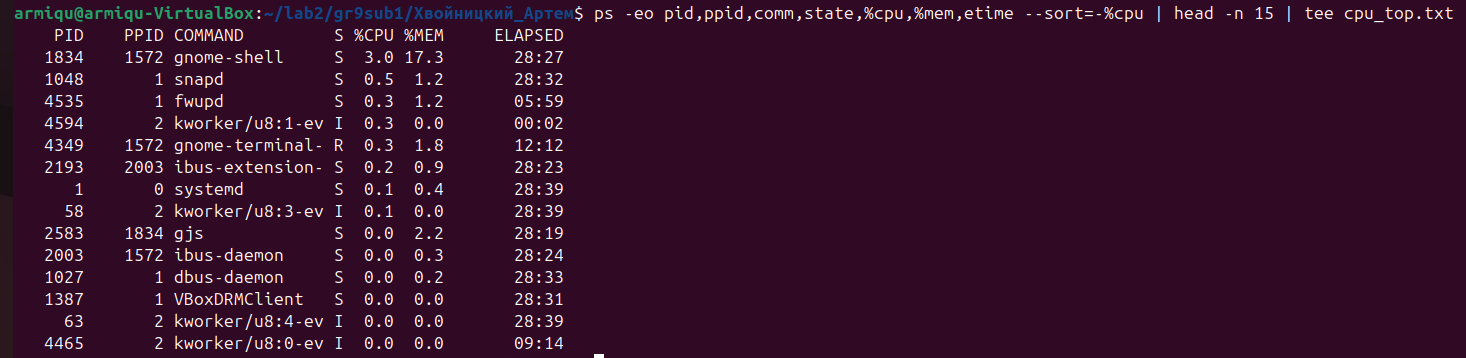 armiqu@armiqu-VirtualBox:~/lab2/gr9sub1/Хвойницкий_Артем$ ps -eo pid,ppid,comm,state,%cpu,%mem,etime --sort=-%cpu | head -n 15 | tee cpu_top.txt
PID PPID COMMAND S %CPU %MEM ELAPSED
1834 1572 gnome-shell S 3.0 17.3 28:27
1048 1 snapd S 0.5 1.2 28:32
4535 1 fwupd S 0.3 1.2 05:59
4594 2 kworker/u8:1-ev I 0.3 0.0 00:02
4349 1572 gnome-terminal- R 0.3 1.8 12:12
2193 2003 ibus-extension- S 0.2 0.9 28:23
1 0 systemd S 0.1 0.4 28:39
58 2 kworker/u8:3-ev I 0.1 0.0 28:39
2583 1834 gjs S 0.0 2.2 28:19
2003 1572 ibus-daemon S 0.0 0.3 28:24
1027 1 dbus-daemon S 0.0 0.2 28:33
1387 1 VBoxDRMClient S 0.0 0.0 28:31
63 2 kworker/u8:4-ev I 0.0 0.0 28:39
4465 2 kworker/u8:0-ev I 0.0 0.0 09:14